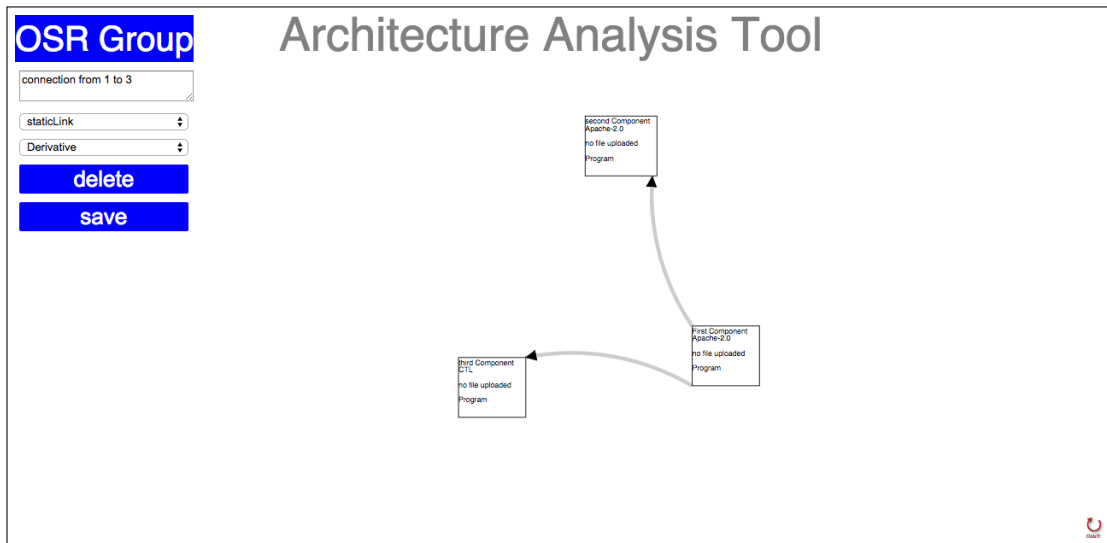 OSR Group
Architecture Analysis Tool
connection from 1 to 3
staticLink
Derivative
delete
save
second Component
Apache-2.0
no file uploaded
Program
First Component
Apache-2.0
no file uploaded
Program
third Component
CTL
no file uploaded
Program